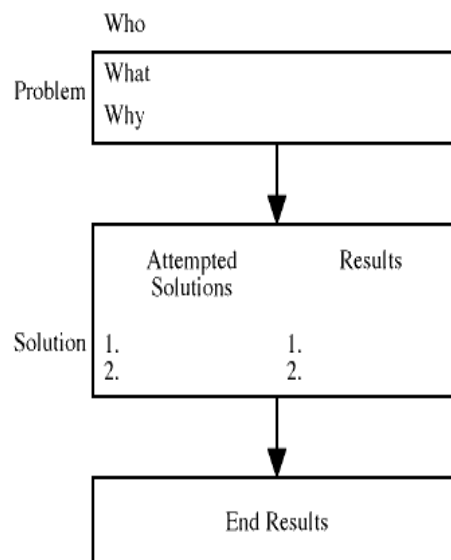 Who
Problem
What
Why
Attempted Results
Solutions
Solution
1. 1.
2. 2.
End Results